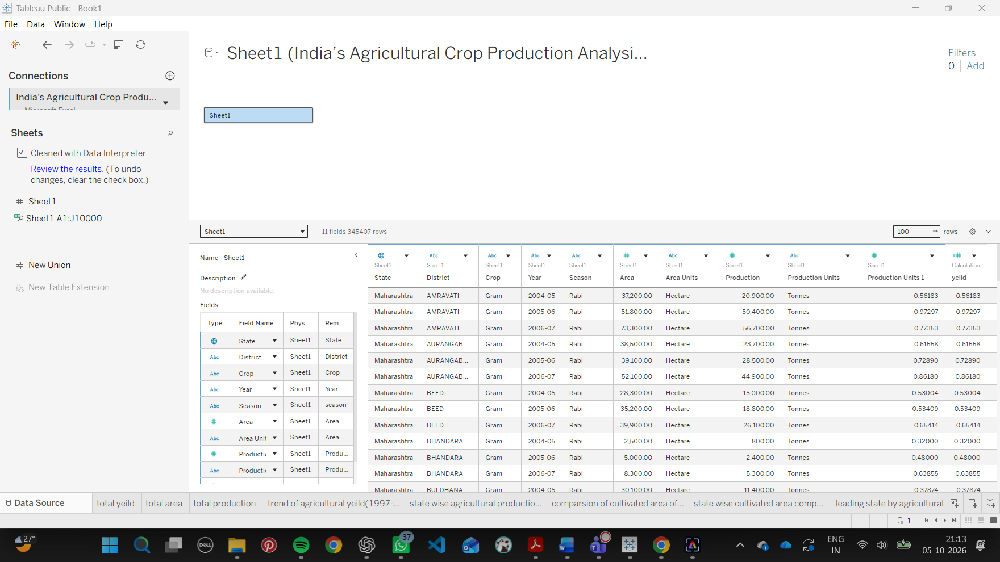 Tableau Public - Book1
File Data Window Help
Connections
India's Agricultural Crop Produ...
Microsoft Excel
Sheets
Cleaned with Data Interpreter
Review the results. (To undo
changes, clear the check box.)
Sheet1
Sheet1 A1:J10000
New Union
New Table Extension
Sheet1 (India's Agricultural Crop Production Analysi...
Filters
0 Add
Sheet1
Sheet1 11 fields 345407 rows 100 rows
Name Sheet1
Description
No description available.
Fields
Type Field Name Phys... Rem...
State Sheet1 State
Abc District Sheet1 District
Abc Crop Sheet1 Crop
Abc Year Sheet1 Year
Abc Season Sheet1 season
# Area Sheet1 Area
Abc Area Unit Sheet1 Area ...
# Productic Sheet1 Produ...
Abc Productic Sheet1 Produ...
Abc Abc Abc Abc # Abc # Abc # =#
Sheet1 Sheet1 Sheet1 Sheet1 Sheet1 Sheet1 Sheet1 Sheet1 Sheet1 Sheet1 Calculation
State District Crop Year Season Area Area Units Production Production Units Production Units 1 yeild
Maharashtra AMRAVATI Gram 2004-05 Rabi 37,200.00 Hectare 20,900.00 Tonnes 0.56183 0.56183
Maharashtra AMRAVATI Gram 2005-06 Rabi 51,800.00 Hectare 50,400.00 Tonnes 0.97297 0.97297
Maharashtra AMRAVATI Gram 2006-07 Rabi 73,300.00 Hectare 56,700.00 Tonnes 0.77353 0.77353
Maharashtra AURANGAB... Gram 2004-05 Rabi 38,500.00 Hectare 23,700.00 Tonnes 0.61558 0.61558
Maharashtra AURANGAB... Gram 2005-06 Rabi 39,100.00 Hectare 28,500.00 Tonnes 0.72890 0.72890
Maharashtra AURANGAB... Gram 2006-07 Rabi 52,100.00 Hectare 44,900.00 Tonnes 0.86180 0.86180
Maharashtra BEED Gram 2004-05 Rabi 28,300.00 Hectare 15,000.00 Tonnes 0.53004 0.53004
Maharashtra BEED Gram 2005-06 Rabi 35,200.00 Hectare 18,800.00 Tonnes 0.53409 0.53409
Maharashtra BEED Gram 2006-07 Rabi 39,900.00 Hectare 26,100.00 Tonnes 0.65414 0.65414
Maharashtra BHANDARA Gram 2004-05 Rabi 2,500.00 Hectare 800.00 Tonnes 0.32000 0.32000
Maharashtra BHANDARA Gram 2005-06 Rabi 5,000.00 Hectare 2,400.00 Tonnes 0.48000 0.48000
Maharashtra BHANDARA Gram 2006-07 Rabi 8,300.00 Hectare 5,300.00 Tonnes 0.63855 0.63855
Maharashtra BULDHANA Gram 2004-05 Rabi 30,100.00 Hectare 11,400.00 Tonnes 0.37874 0.37874
Data Source total yeild total area total production trend of agricultural yeild(1997-... state wise agricultural productio... comparsion of cultivated area of... state wise cultivated area comp... leading state by agricultural
1
27° DELL 37 ENG IN 21:13
05-10-2026